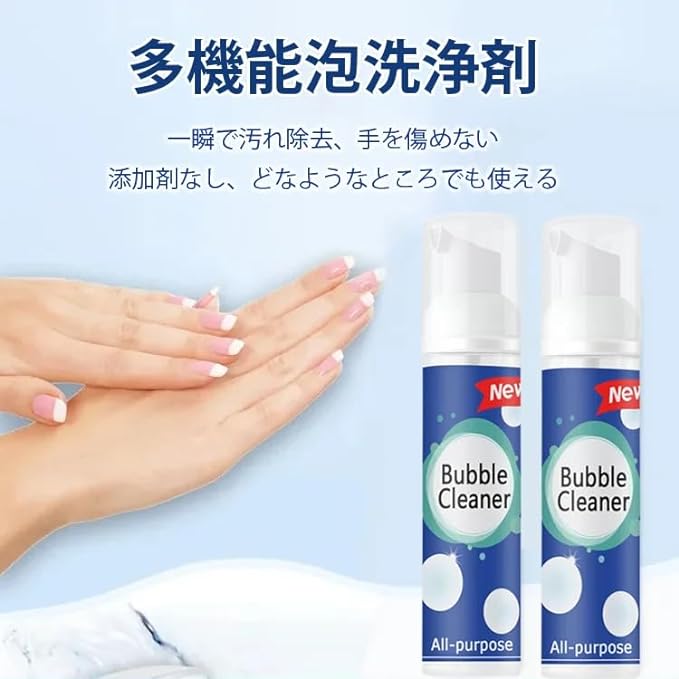 多機能泡洗浄剤
一瞬で汚れ除去、手を傷めない
添加剤なし、どなようなところでも使える
New
Bubble
Cleaner
All-purpose
New
Bubble
Cleaner
All-purpose